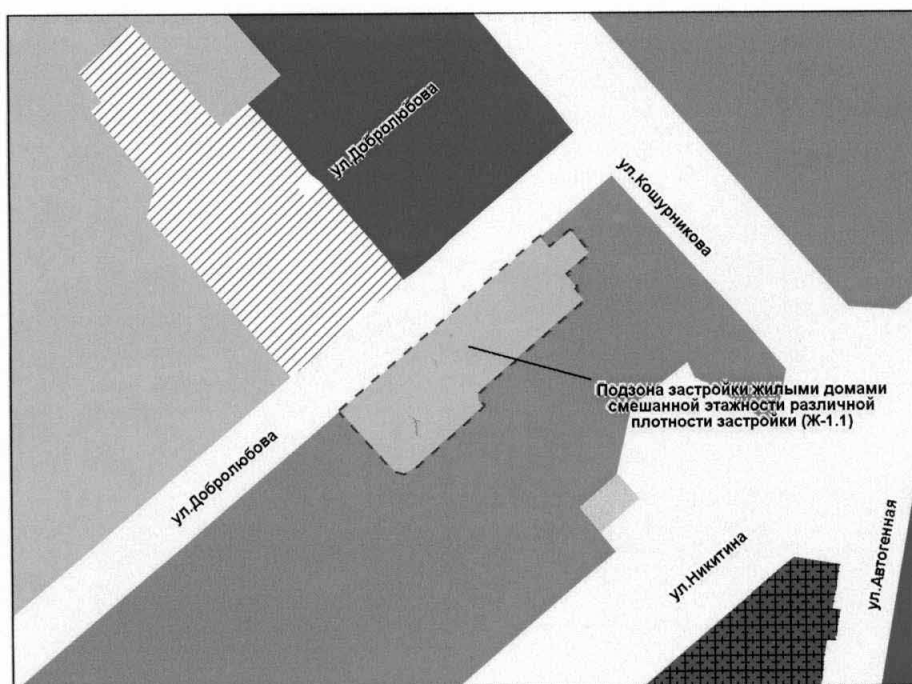 ул.Добролюбова
ул.Кошурникова
Подзона застройки жилыми домами
смешанной этажности различной
плотности застройки (Ж-1.1)
ул.Добролюбова
ул.Никитина
ул.Автогенная